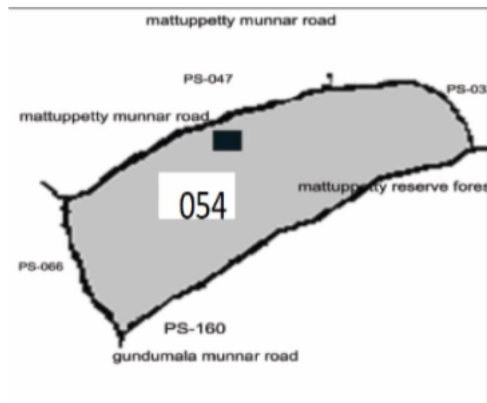 mattuppetty munnar road
PS-047
PS-03
mattuppetty munnar road
054
mattuppetty reserve fores
PS-066
PS-160
gundumala munnar road